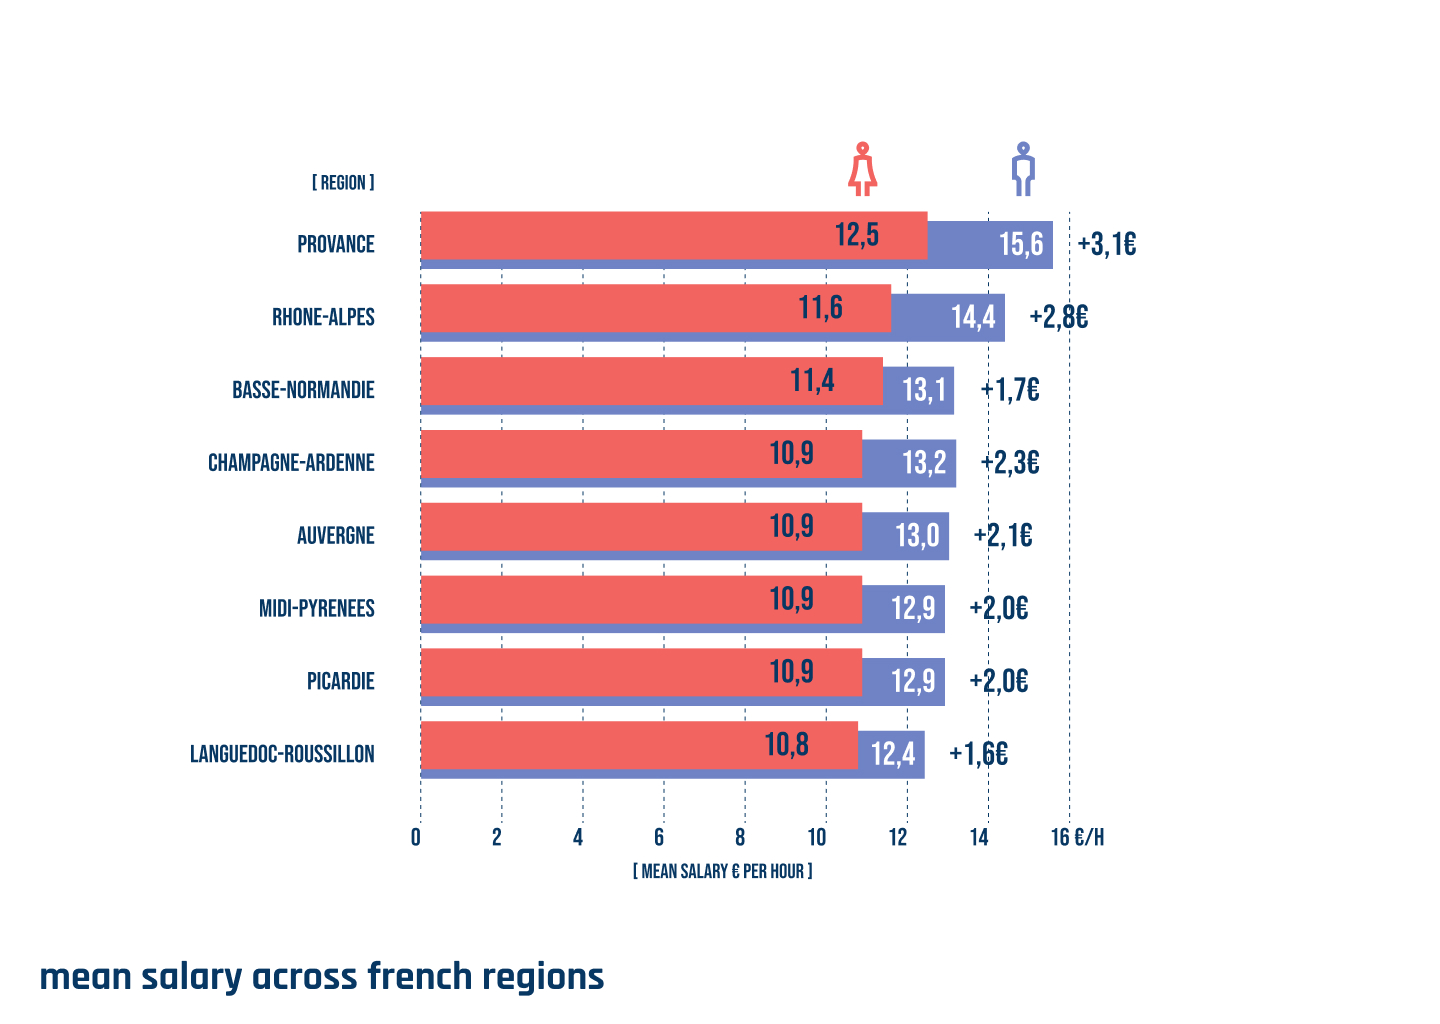 [ REGION ]
PROVANCE 12,5 15,6 +3,1€
RHONE-ALPES 11,6 14,4 +2,8€
BASSE-NORMANDIE 11,4 13,1 +1,7€
CHAMPAGNE-ARDENNE 10,9 13,2 +2,3€
AUVERGNE 10,9 13,0 +2,1€
MIDI-PYRENEES 10,9 12,9 +2,0€
PICARDIE 10,9 12,9 +2,0€
LANGUEDOC-ROUSSILLON 10,8 12,4 +1,6€
0 2 4 6 8 10 12 14 16 €/H
[ MEAN SALARY € PER HOUR ]
mean salary across french regions